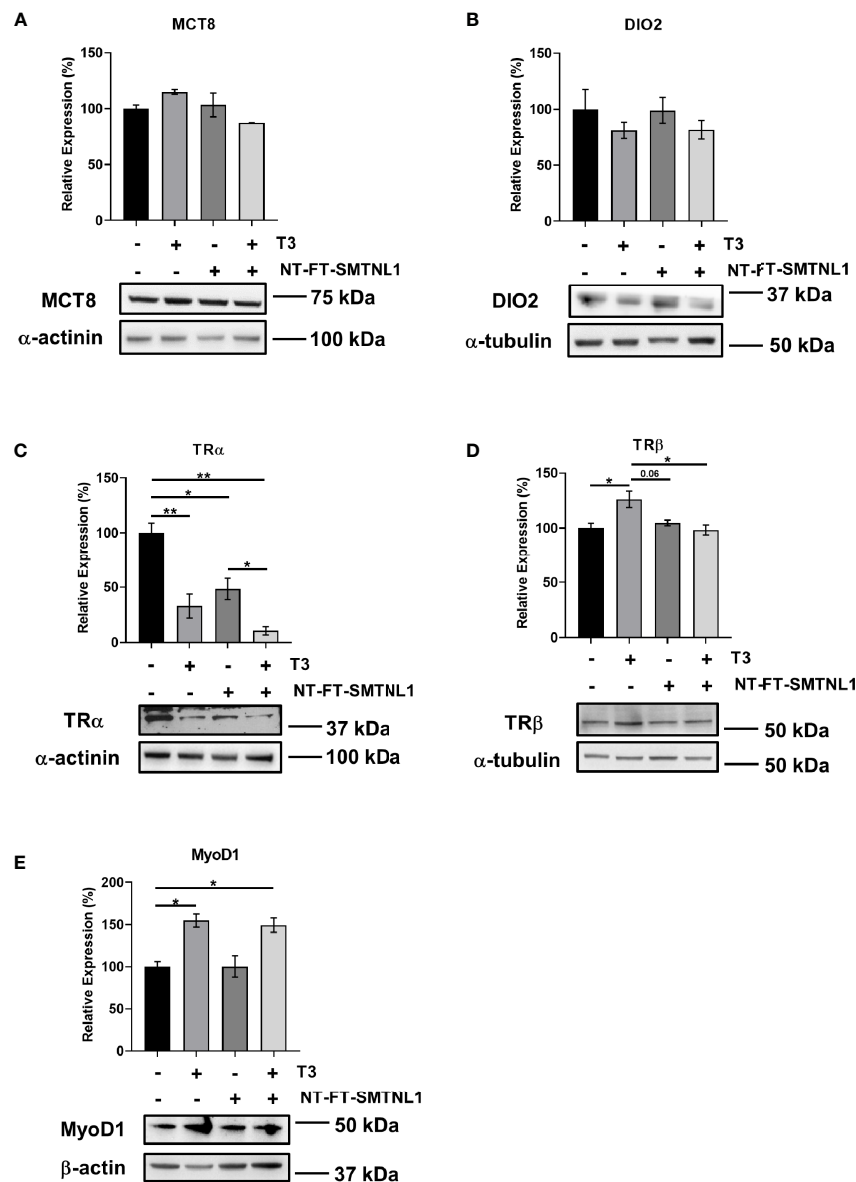 A
MCT8
Relative Expression (%)
150
100
50
0
- + - + T3
- - + + NT-FT-SMTNL1
MCT8 75 kDa
α-actinin 100 kDa
B
DIO2
Relative Expression (%)
150
100
50
0
- + - + T3
- - + + NT-FT-SMTNL1
DIO2 37 kDa
α-tubulin 50 kDa
C
TRα
Relative Expression (%)
150
100
50
0
**
*
**
*
- + - + T3
- - + + NT-FT-SMTNL1
TRα 37 kDa
α-actinin 100 kDa
D
TRβ
Relative Expression (%)
150
100
50
0
*
* 0.06
- + - + T3
- - + + NT-FT-SMTNL1
TRβ 50 kDa
α-tubulin 50 kDa
E
MyoD1
Relative Expression (%)
200
150
100
50
0
*
*
- + - + T3
- - + + NT-FT-SMTNL1
MyoD1 50 kDa
β-actin 37 kDa